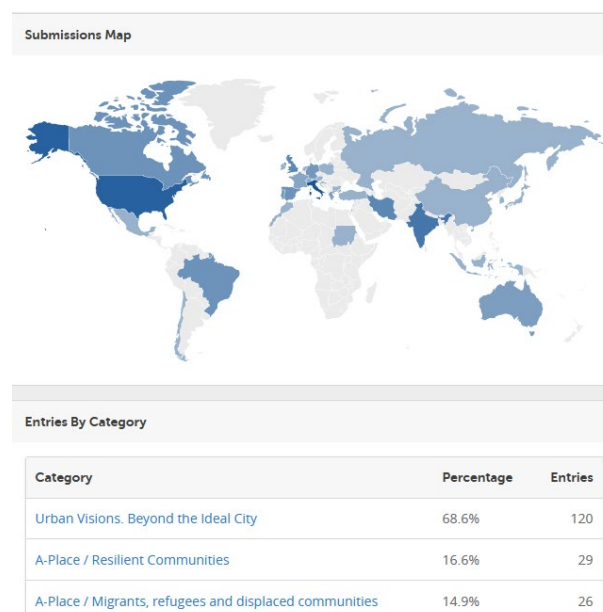 Submissions Map
Entries By Category
Category Percentage Entries
Urban Visions. Beyond the Ideal City 68.6% 120
A-Place / Resilient Communities 16.6% 29
A-Place / Migrants, refugees and displaced communities 14.9% 26